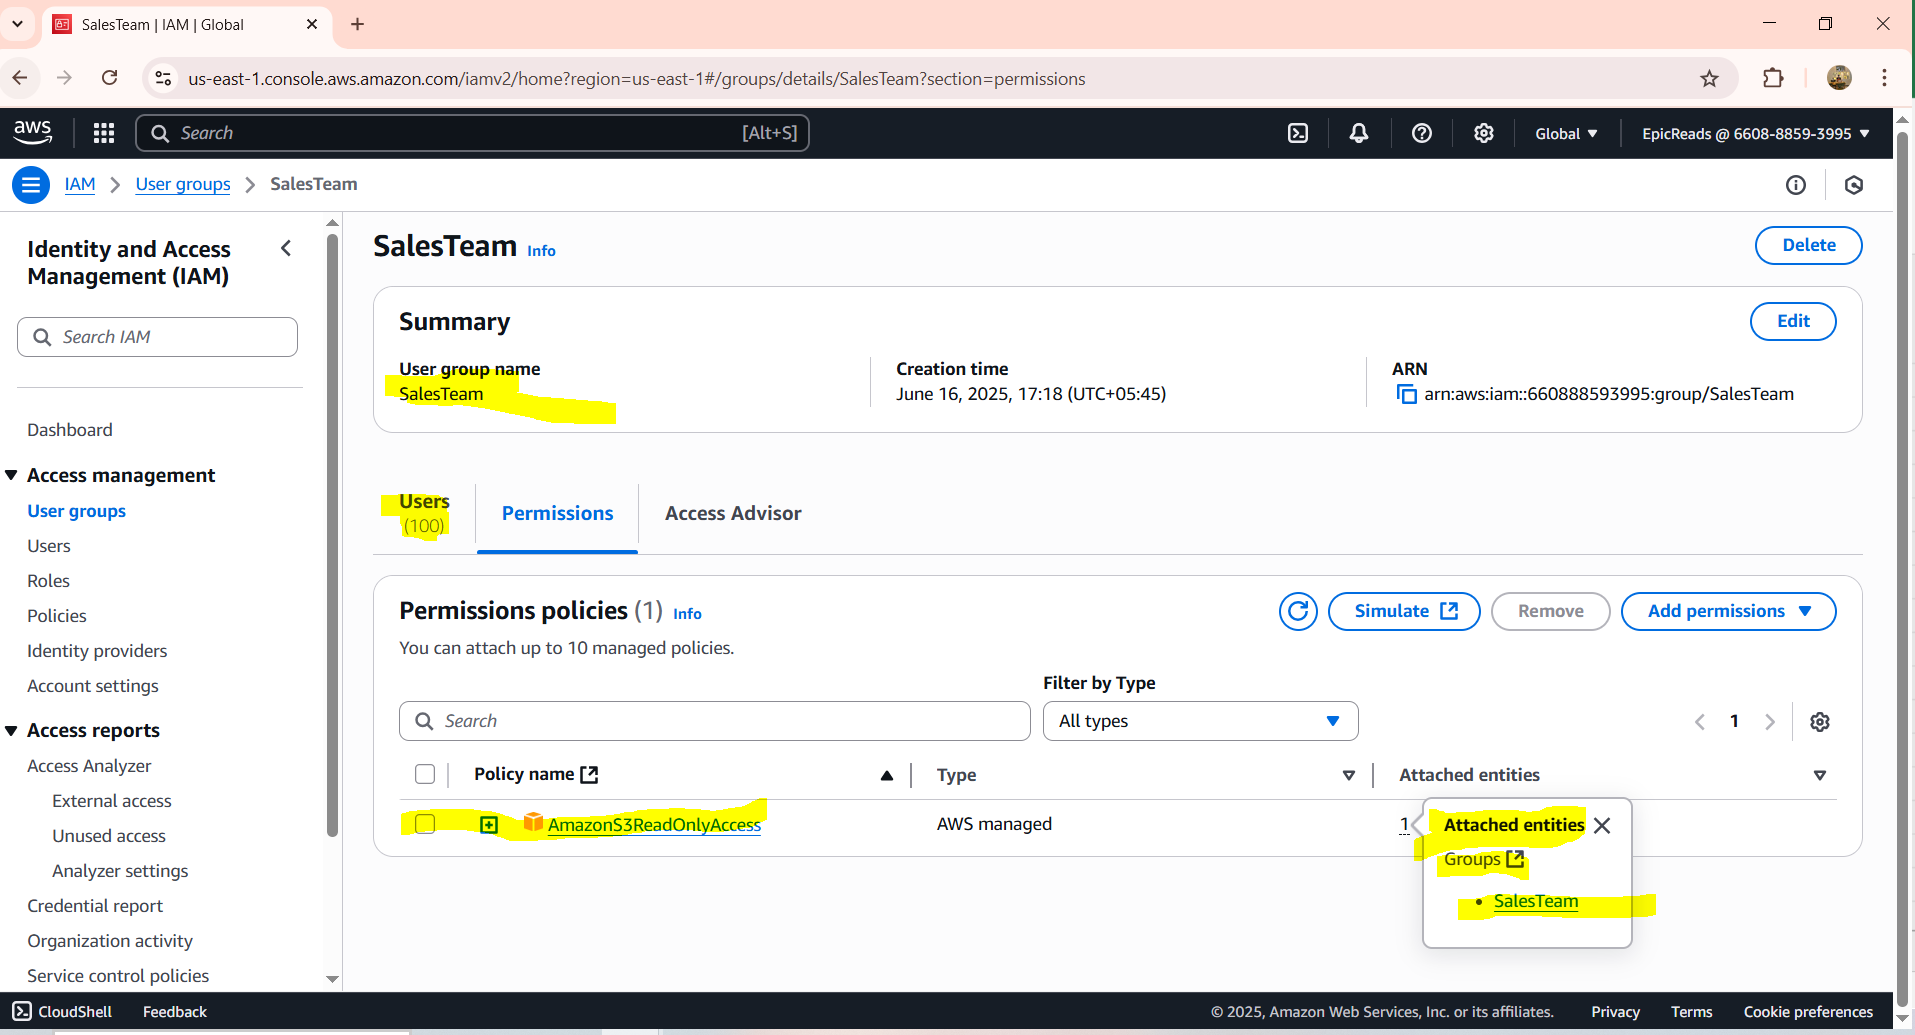 SalesTeam | IAM | Global
us-east-1.console.aws.amazon.com/iamv2/home?region=us-east-1#/groups/details/SalesTeam?section=permissions
aws
Search [Alt+S]
Global
EpicReads @ 6608-8859-3995
IAM
User groups
SalesTeam
Identity and Access
Management (IAM)
Search IAM
Dashboard
Access management
User groups
Users
Roles
Policies
Identity providers
Account settings
Access reports
Access Analyzer
External access
Unused access
Analyzer settings
Credential report
Organization activity
Service control policies
SalesTeam Info
Delete
Summary
Edit
User group name
SalesTeam
Creation time
June 16, 2025, 17:18 (UTC+05:45)
ARN
arn:aws:iam::660888593995:group/SalesTeam
Users
(100)
Permissions
Access Advisor
Permissions policies (1) Info
You can attach up to 10 managed policies.
Simulate
Remove
Add permissions
Filter by Type
Search
All types
1
Policy name
Type
Attached entities
AmazonS3ReadOnlyAccess
AWS managed
1
Attached entities
Groups
SalesTeam
CloudShell
Feedback
© 2025, Amazon Web Services, Inc. or its affiliates.
Privacy
Terms
Cookie preferences